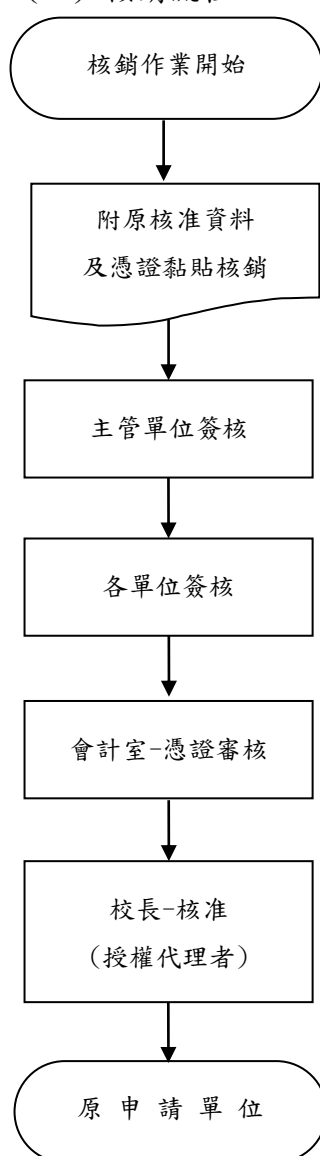 核銷作業開始
附原核准資料
及憑證黏貼核銷
主管單位簽核
各單位簽核
會計室-憑證審核
校長-核准
(授權代理者)
原申請單位